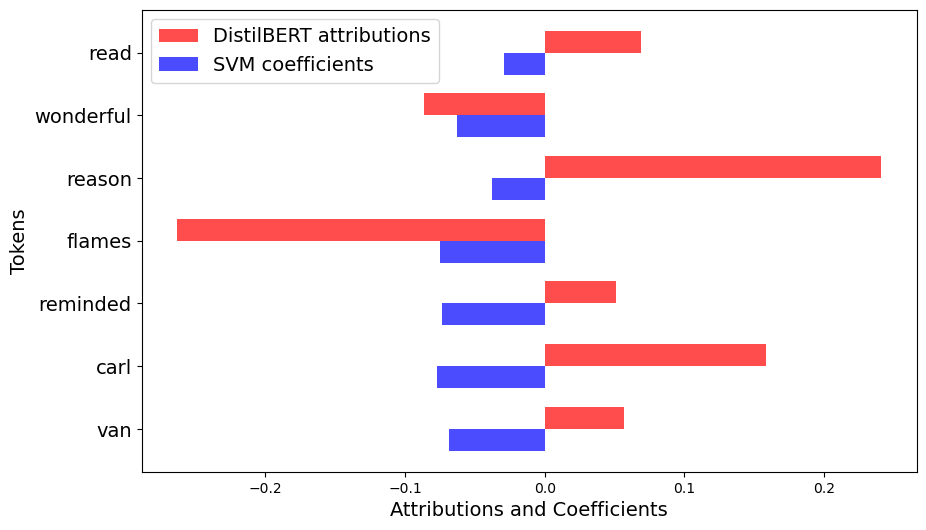 DistilBERT attributions
SVM coefficients
read
wonderful
reason
flames
reminded
carl
van
Tokens
−0.2
−0.1
0.0
0.1
0.2
Attributions and Coefficients